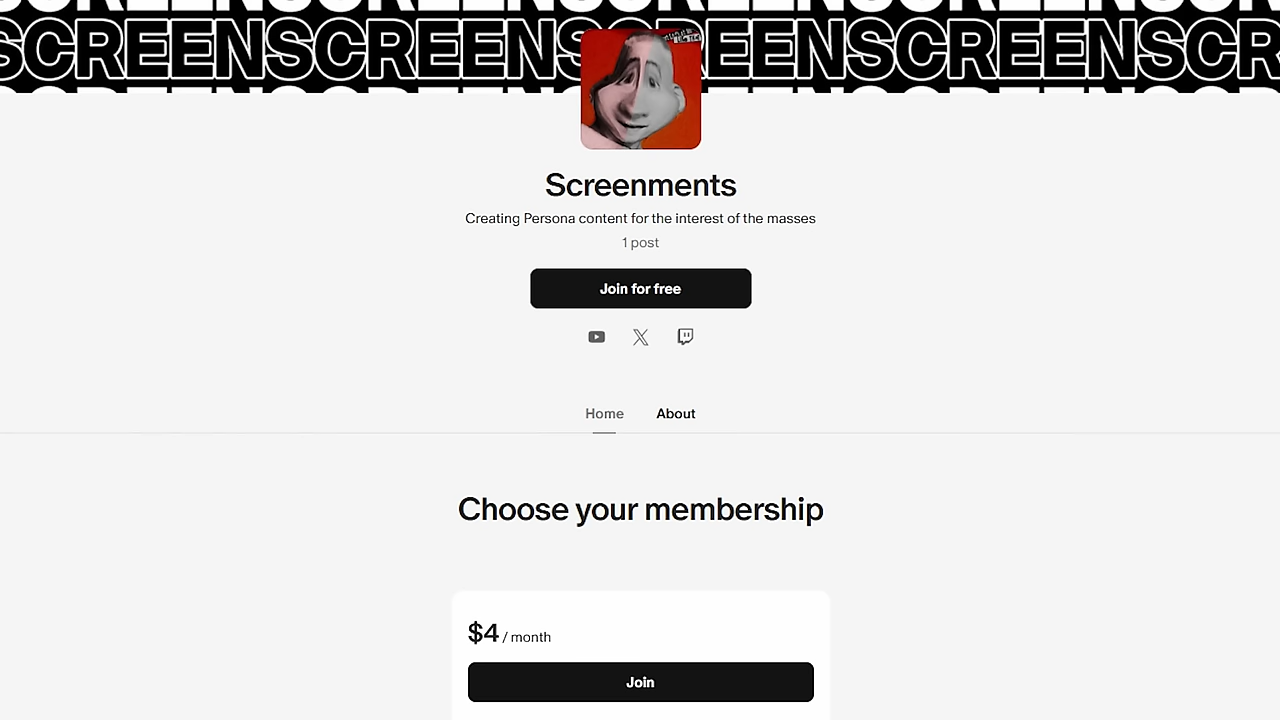 SCREENSCREENSCREENSCREENSCR
Screenments
Creating Persona content for the interest of the masses
1 post
Join for free
Home
About
Choose your membership
$4 / month
Join